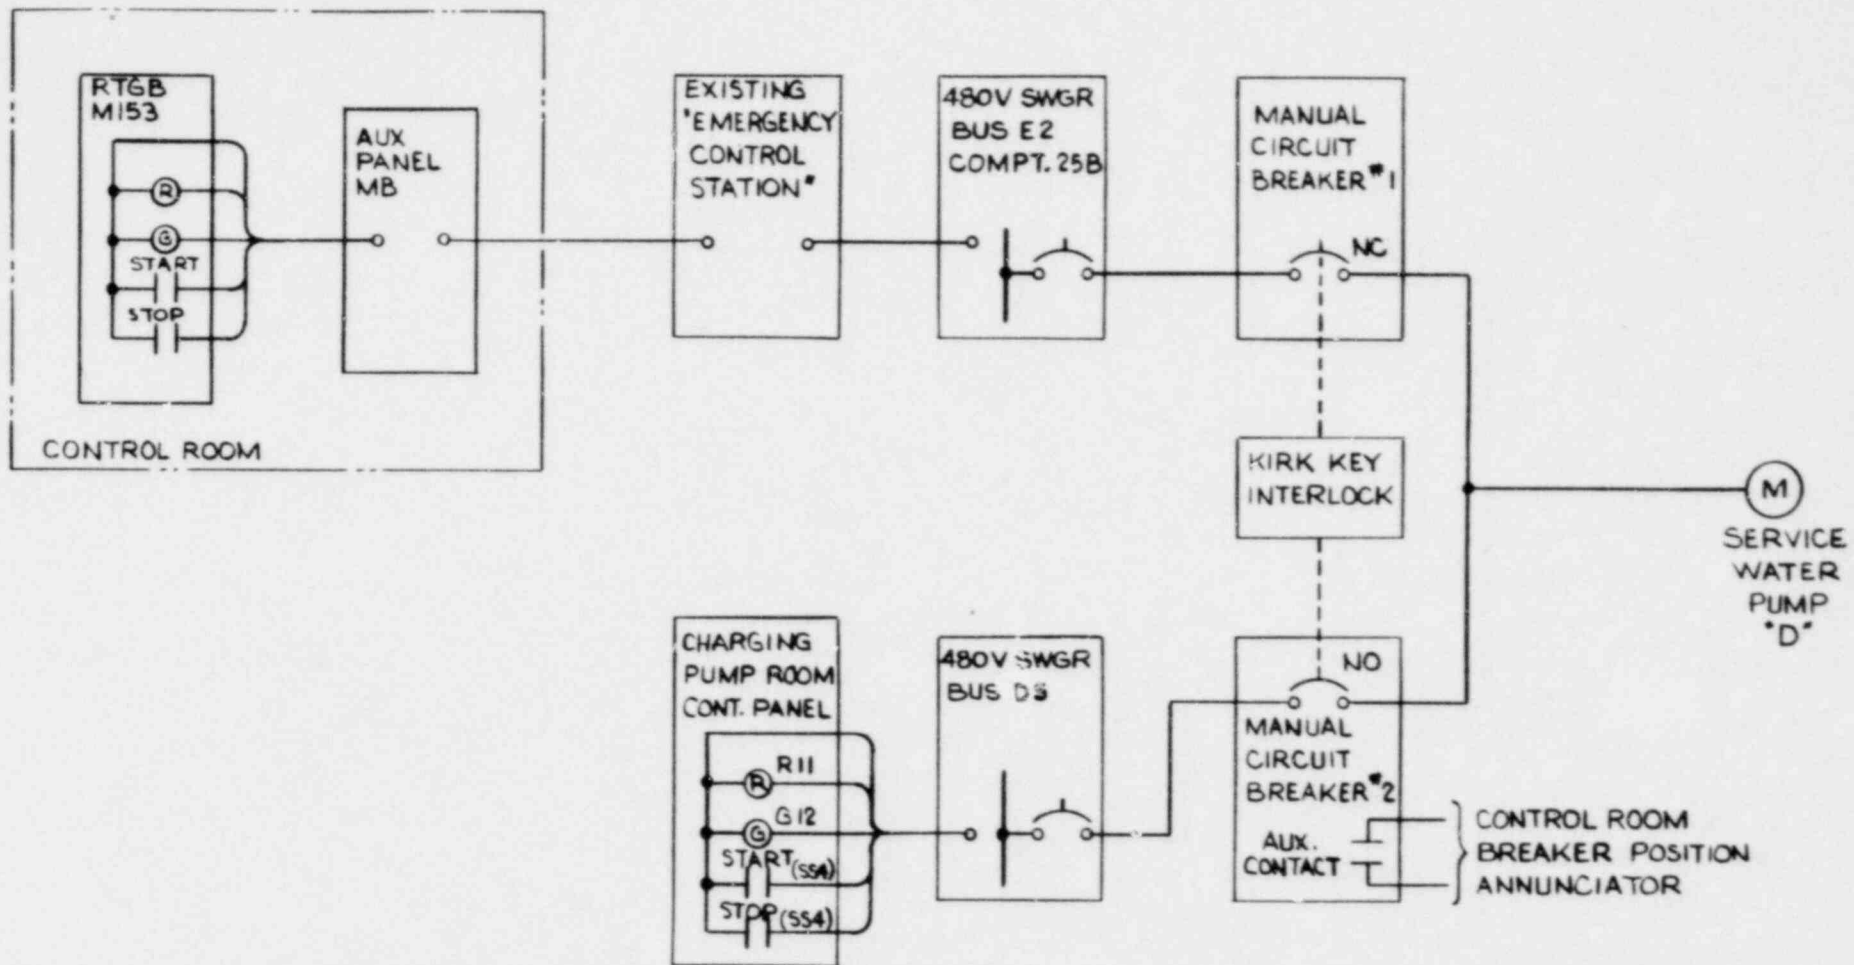 RTGB
M153
R
G
START
STOP
AUX
PANEL
MB
CONTROL ROOM
EXISTING
"EMERGENCY
CONTROL
STATION"
480V SWGR
BUS E2
COMPT. 25B
MANUAL
CIRCUIT
BREAKER #1
NC
KIRK KEY
INTERLOCK
M
SERVICE
WATER
PUMP
"D"
CHARGING
PUMP ROOM
CONT. PANEL
R R11
G G12
START (SS4)
STOP (SS4)
480V SWGR
BUS DS
NO
MANUAL
CIRCUIT
BREAKER #2
AUX.
CONTACT
CONTROL ROOM
BREAKER POSITION
ANNUNCIATOR